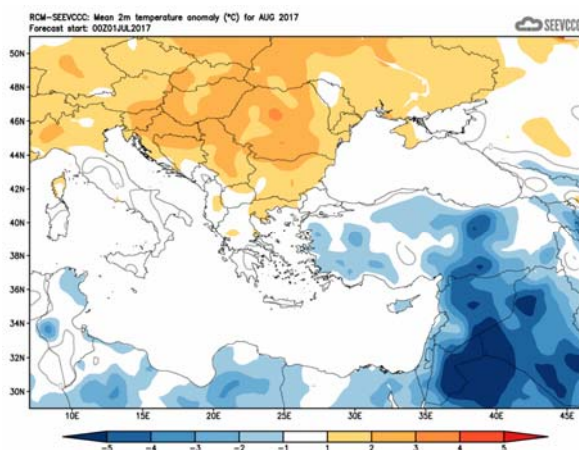 RCM-SEEVCCC: Mean 2m temperature anomaly (°C) for AUG 2017
Forecast start: 00Z01JUL2017
SEEVCCC
50N
48N
46N
44N
42N
40N
38N
36N
34N
32N
30N
10E 15E 20E 25E 30E 35E 40E 45E
-5 -4 -3 -2 -1 1 2 3 4 5